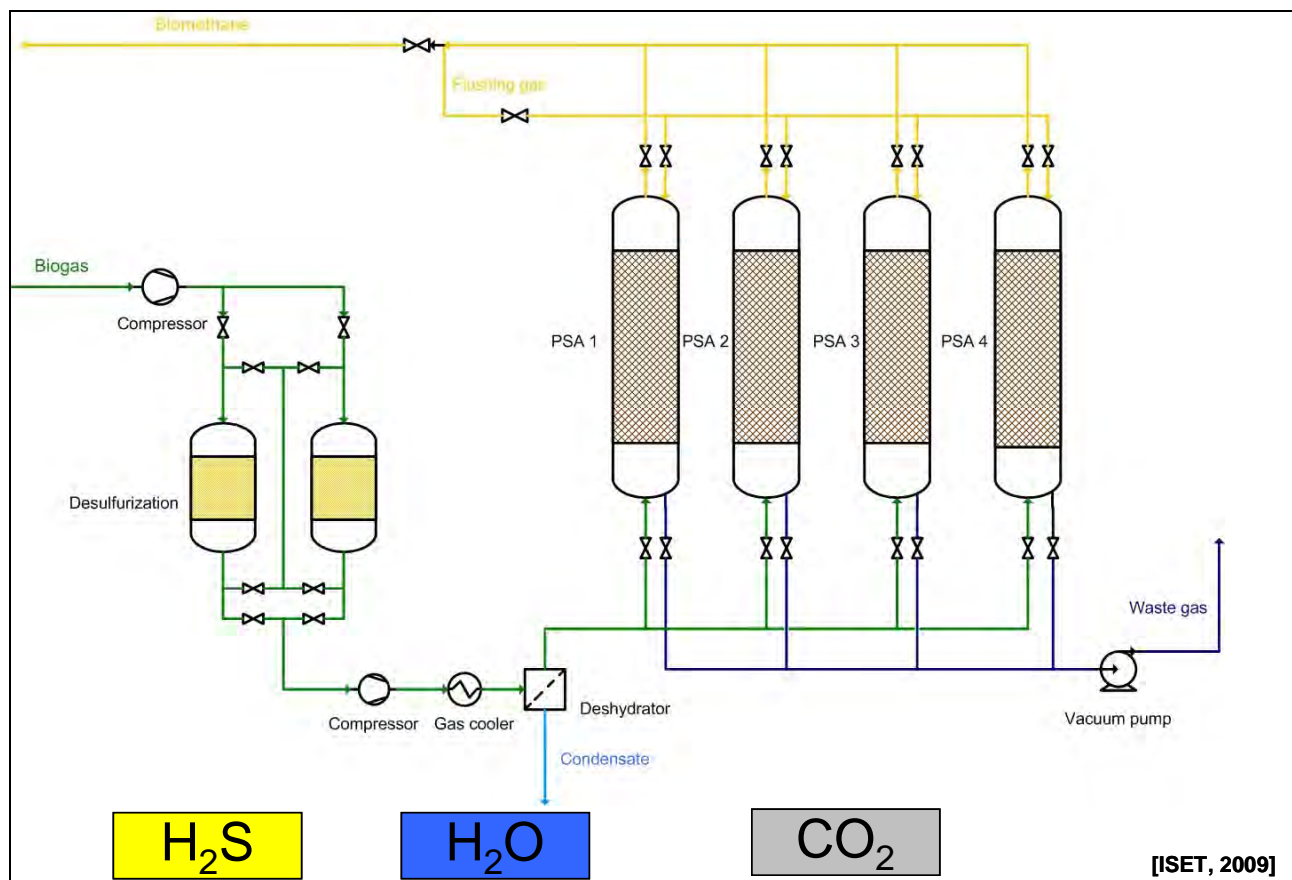 Biomethane
Flushing gas
Biogas
Compressor
PSA 1
PSA 2
PSA 3
PSA 4
Desulfurization
Waste gas
Compressor
Gas cooler
Deshydrator
Vacuum pump
Condensate
H₂S
H₂O
CO₂
[ISET, 2009]